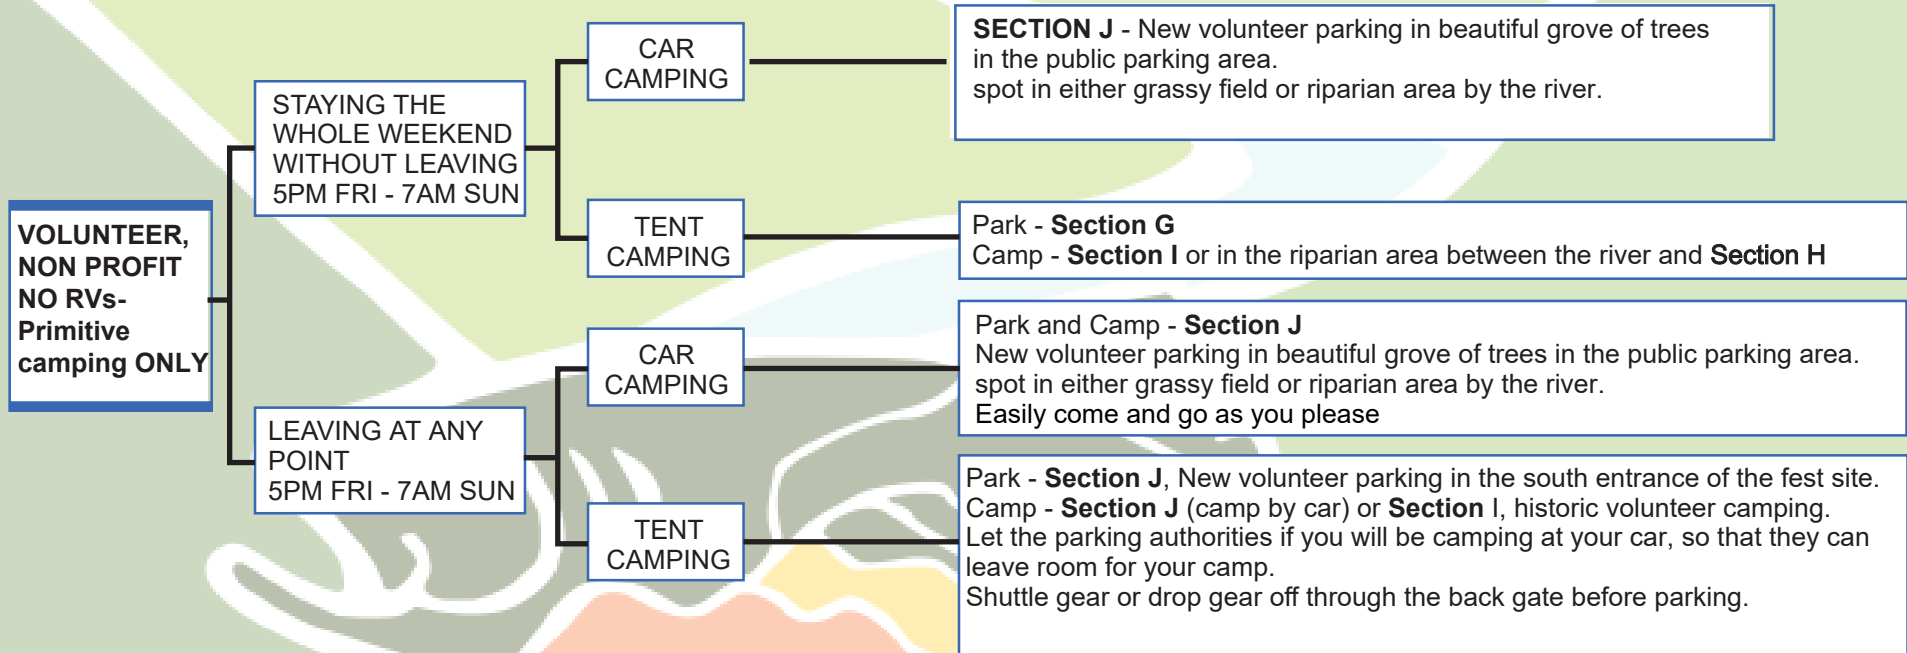 VOLUNTEER,
NON PROFIT
NO RVs-
Primitive
camping ONLY
STAYING THE
WHOLE WEEKEND
WITHOUT LEAVING
5PM FRI - 7AM SUN
CAR
CAMPING
SECTION J - New volunteer parking in beautiful grove of trees
in the public parking area.
spot in either grassy field or riparian area by the river.
TENT
CAMPING
Park - Section G
Camp - Section I or in the riparian area between the river and Section H
LEAVING AT ANY
POINT
5PM FRI - 7AM SUN
CAR
CAMPING
Park and Camp - Section J
New volunteer parking in beautiful grove of trees in the public parking area.
spot in either grassy field or riparian area by the river.
Easily come and go as you please
TENT
CAMPING
Park - Section J, New volunteer parking in the south entrance of the fest site.
Camp - Section J (camp by car) or Section I, historic volunteer camping.
Let the parking authorities if you will be camping at your car, so that they can
leave room for your camp.
Shuttle gear or drop gear off through the back gate before parking.